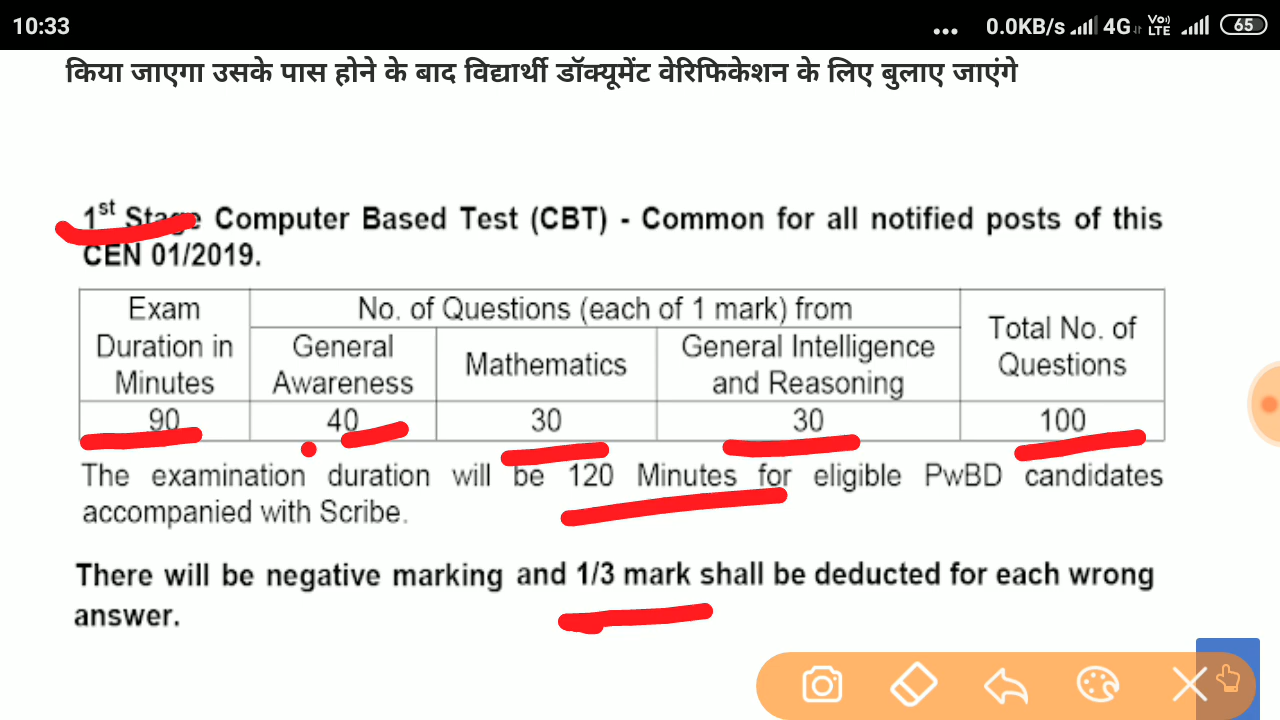 10:33 ... 0.0KB/s 4G Vo)) LTE 65
किया जाएगा उसके पास होने के बाद विद्यार्थी डॉक्यूमेंट वेरिफिकेशन के लिए बुलाए जाएंगे
1st Stage Computer Based Test (CBT) - Common for all notified posts of this
CEN 01/2019.
Exam Duration in Minutes
No. of Questions (each of 1 mark) from
Total No. of Questions
General Awareness
Mathematics
General Intelligence and Reasoning
90 40 30 30 100
The examination duration will be 120 Minutes for eligible PwBD candidates
accompanied with Scribe.
There will be negative marking and 1/3 mark shall be deducted for each wrong
answer.